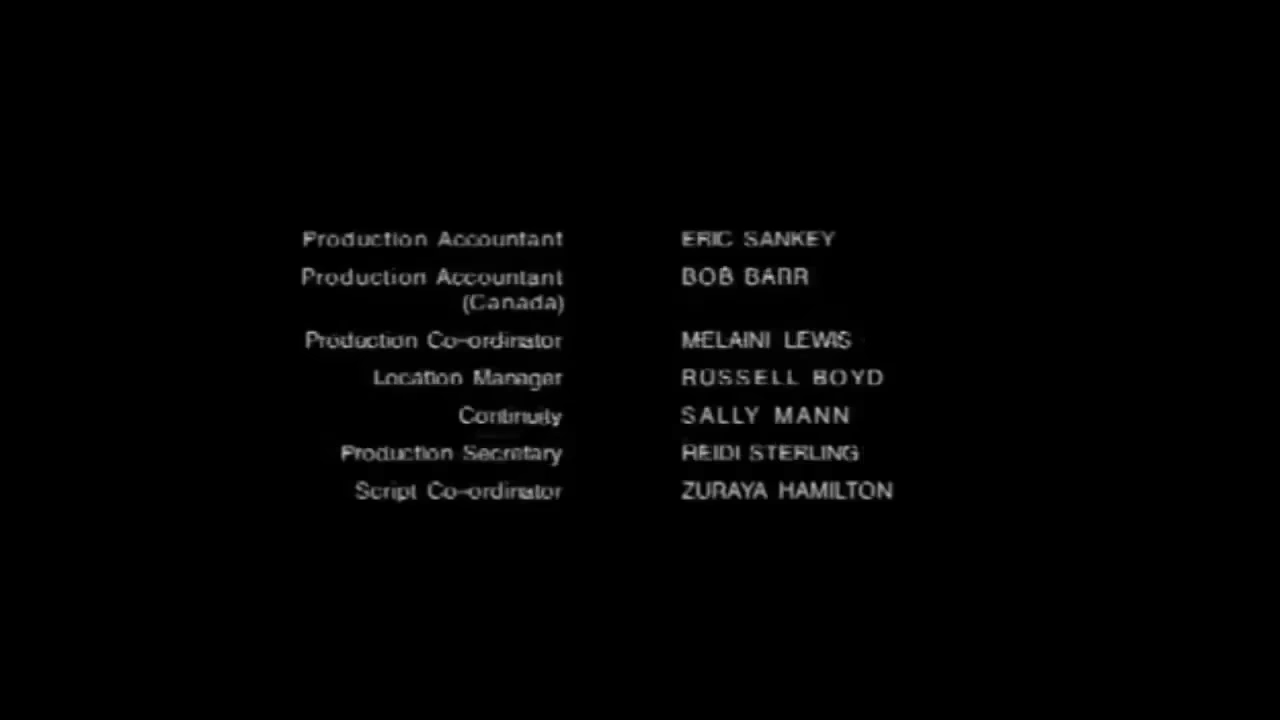 Production Accountant ERIC SANKEY
Production Accountant BOB BARR
(Canada)
Production Co-ordinator MELAINI LEWIS
Location Manager RUSSELL BOYD
Continuity SALLY MANN
Production Secretary HEIDI STERLING
Script Co-ordinator ZURAYA HAMILTON